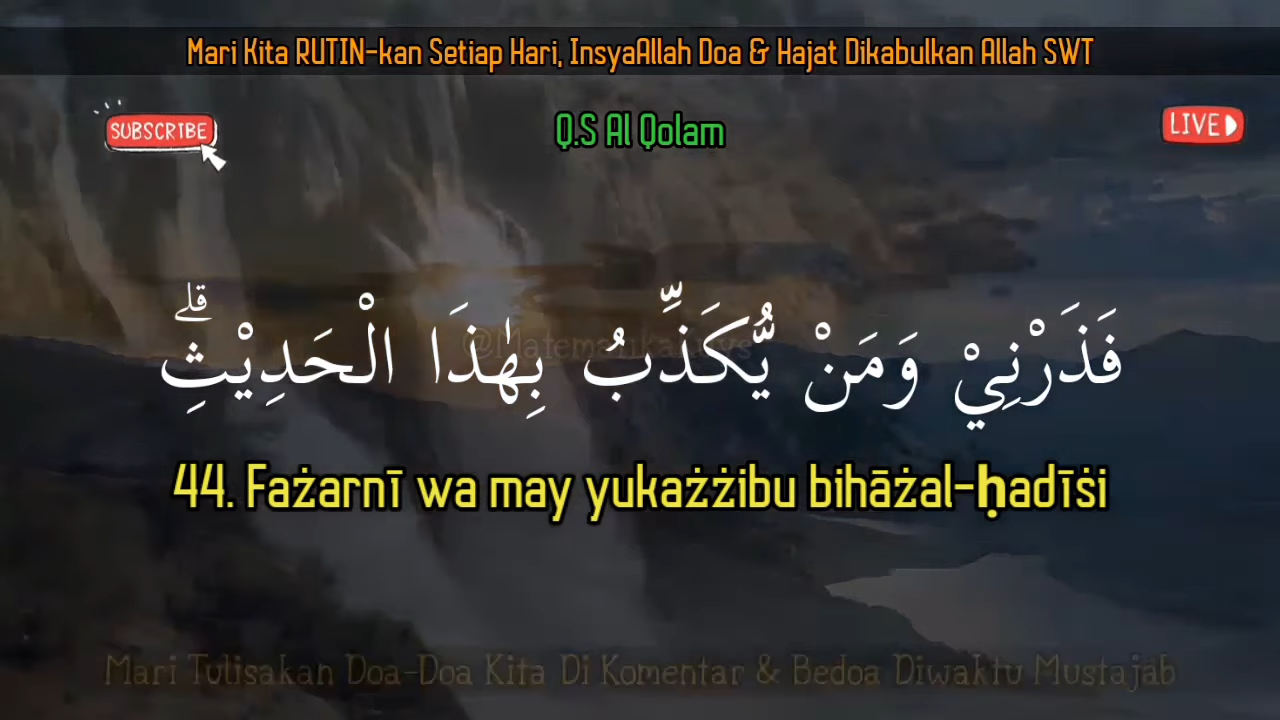 Mari Kita RUTIN-kan Setiap Hari, InsyaAllah Doa & Hajat Dikabulkan Allah SWT
SUBSCRIBE
Q.S Al Qolam
LIVE
فَذَرْنِيْ وَمَنْ يُّكَذِّبُ بِهٰذَا الْحَدِيْثِۗ
44. Fażarnī wa may yukażżibu bihāżal-ḥadīṡi
Mari Tulisakan Doa-Doa Kita Di Komentar & Bedoa Diwaktu Mustajab